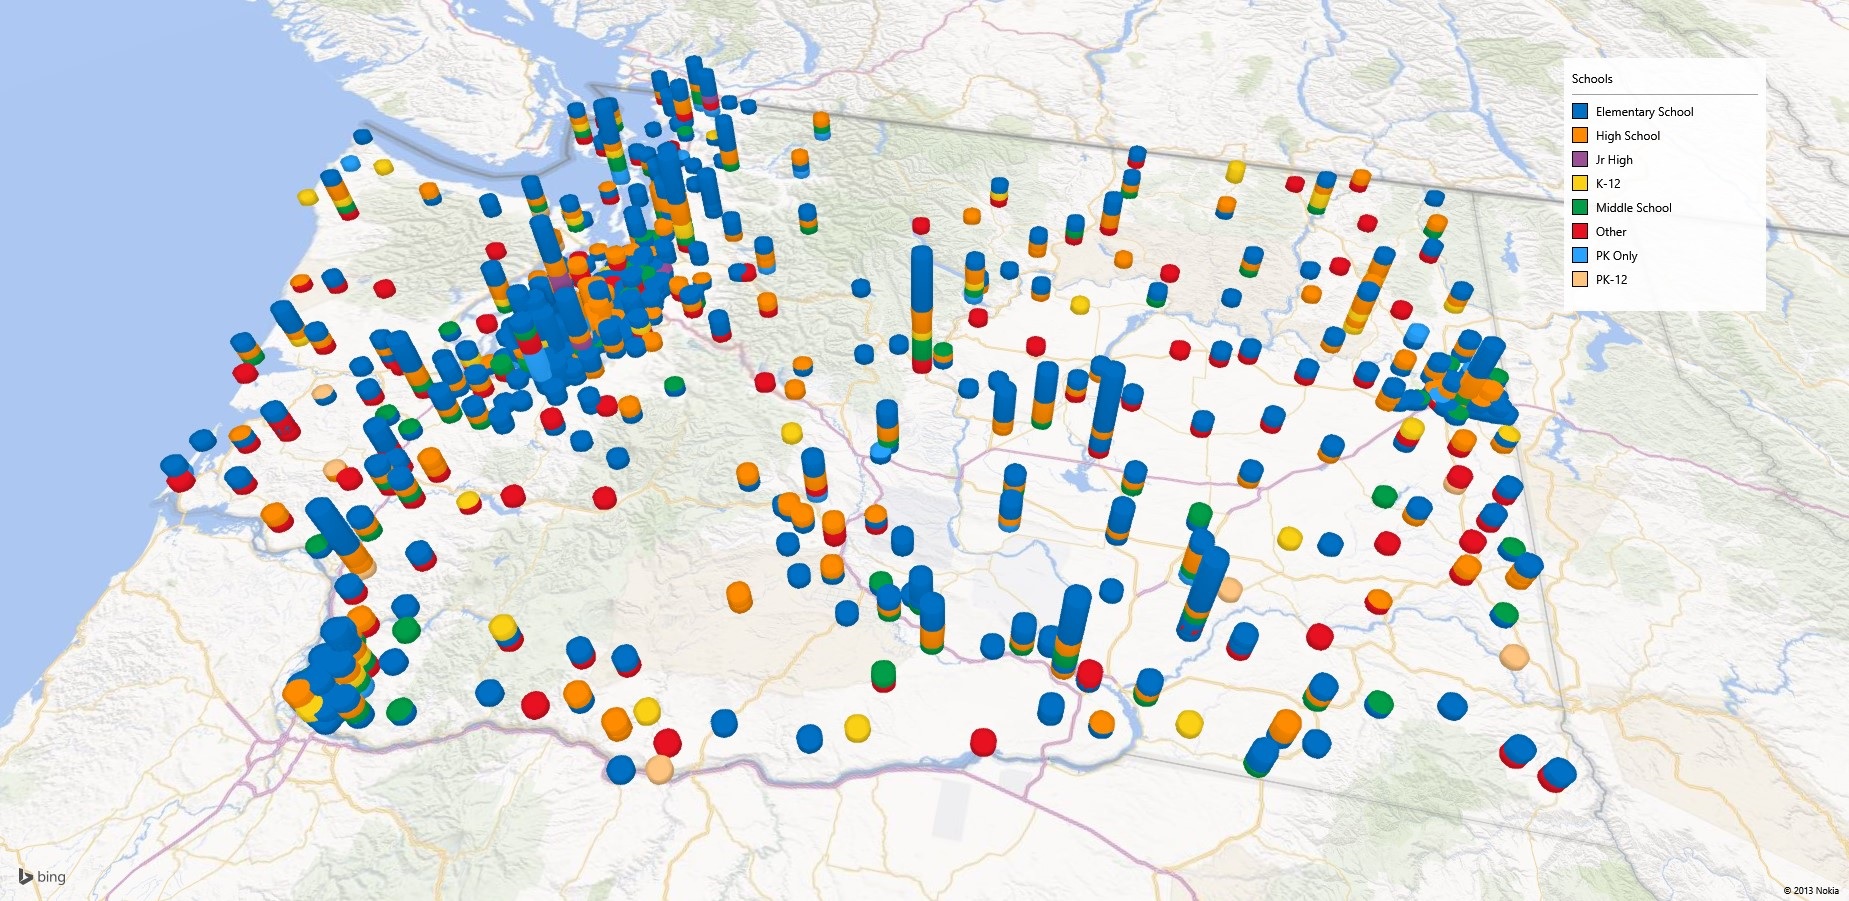 Schools
Elementary School
High School
Jr High
K-12
Middle School
Other
PK Only
PK-12
bing
© 2013 Nokia